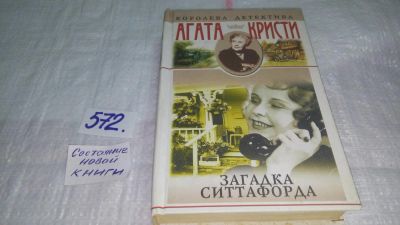 КОРОЛЕВА ДЕТЕКТИВА
АГАТА КРИСТИ
572.
Состояние
новой
книги
ЗАГАДКА
СИТТАФОРДА